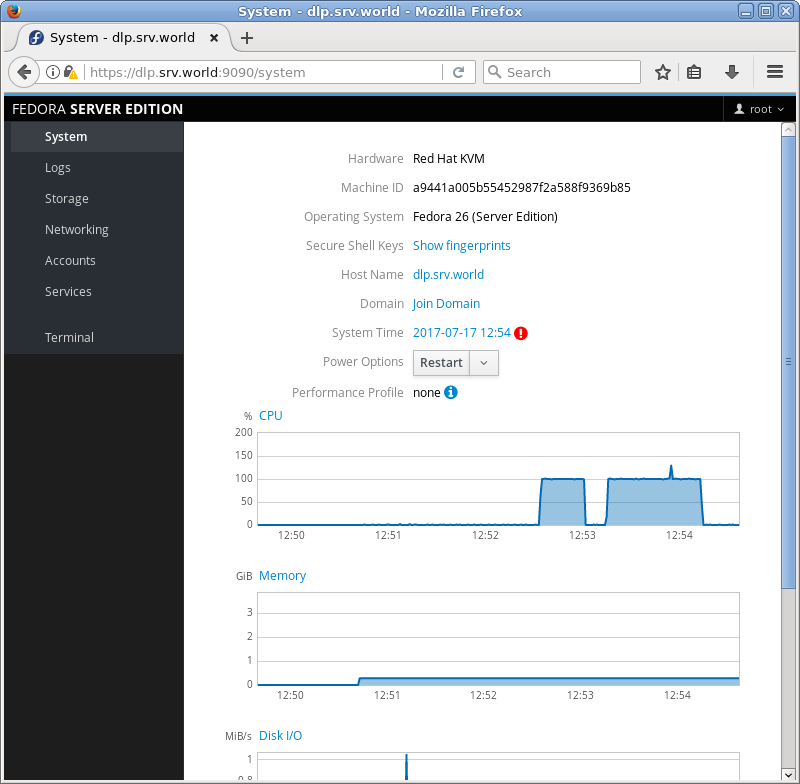 System - dlp.srv.world - Mozilla Firefox
System - dlp.srv.world
https://dlp.srv.world:9090/system
Search
FEDORA SERVER EDITION
root
System
Logs
Storage
Networking
Accounts
Services
Terminal
Hardware Red Hat KVM
Machine ID a9441a005b55452987f2a588f9369b85
Operating System Fedora 26 (Server Edition)
Secure Shell Keys Show fingerprints
Host Name dlp.srv.world
Domain Join Domain
System Time 2017-07-17 12:54
Power Options Restart
Performance Profile none
% CPU
200
150
100
50
0
12:50 12:51 12:52 12:53 12:54
GiB Memory
3
2
1
0
12:50 12:51 12:52 12:53 12:54
MiB/s Disk I/O
1
0.8